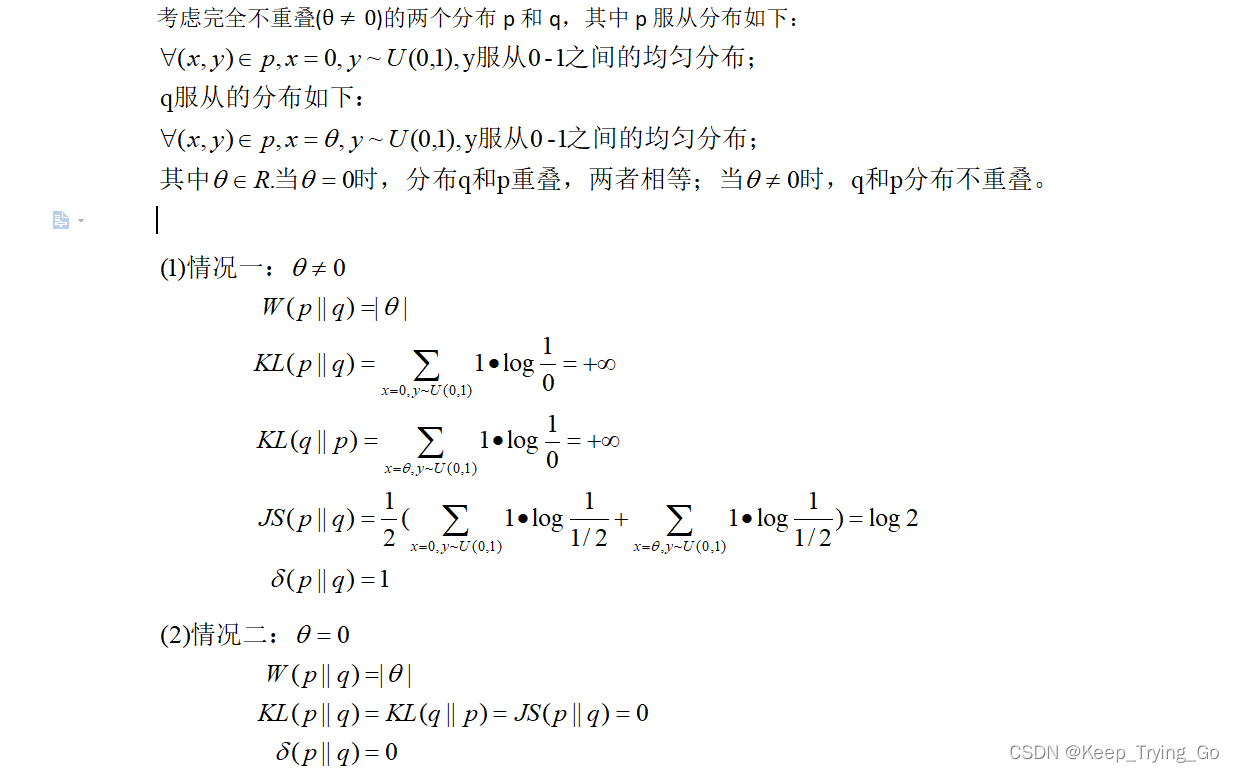 考虑完全不重叠(θ ≠ 0)的两个分布 p 和 q，其中 p 服从分布如下：
∀(x, y)∈ p, x = 0, y ~ U(0,1), y服从0-1之间的均匀分布；
q服从的分布如下：
∀(x, y)∈ p, x = θ, y ~ U(0,1), y服从0-1之间的均匀分布；
其中θ ∈ R.当θ = 0时，分布q和p重叠，两者相等；当θ ≠ 0时，q和p分布不重叠。
(1)情况一：θ ≠ 0
W(p || q) =| θ |
KL(p || q) = ∑_{x=0,y~U(0,1)} 1•log 1/0 = +∞
KL(q || p) = ∑_{x=θ,y~U(0,1)} 1•log 1/0 = +∞
JS(p || q) = 1/2 ( ∑_{x=0,y~U(0,1)} 1•log 1/(1/2) + ∑_{x=θ,y~U(0,1)} 1•log 1/(1/2) ) = log 2
δ(p || q) = 1
(2)情况二：θ = 0
W(p || q) =| θ |
KL(p || q) = KL(q || p) = JS(p || q) = 0
δ(p || q) = 0
CSDN @Keep_Trying_Go